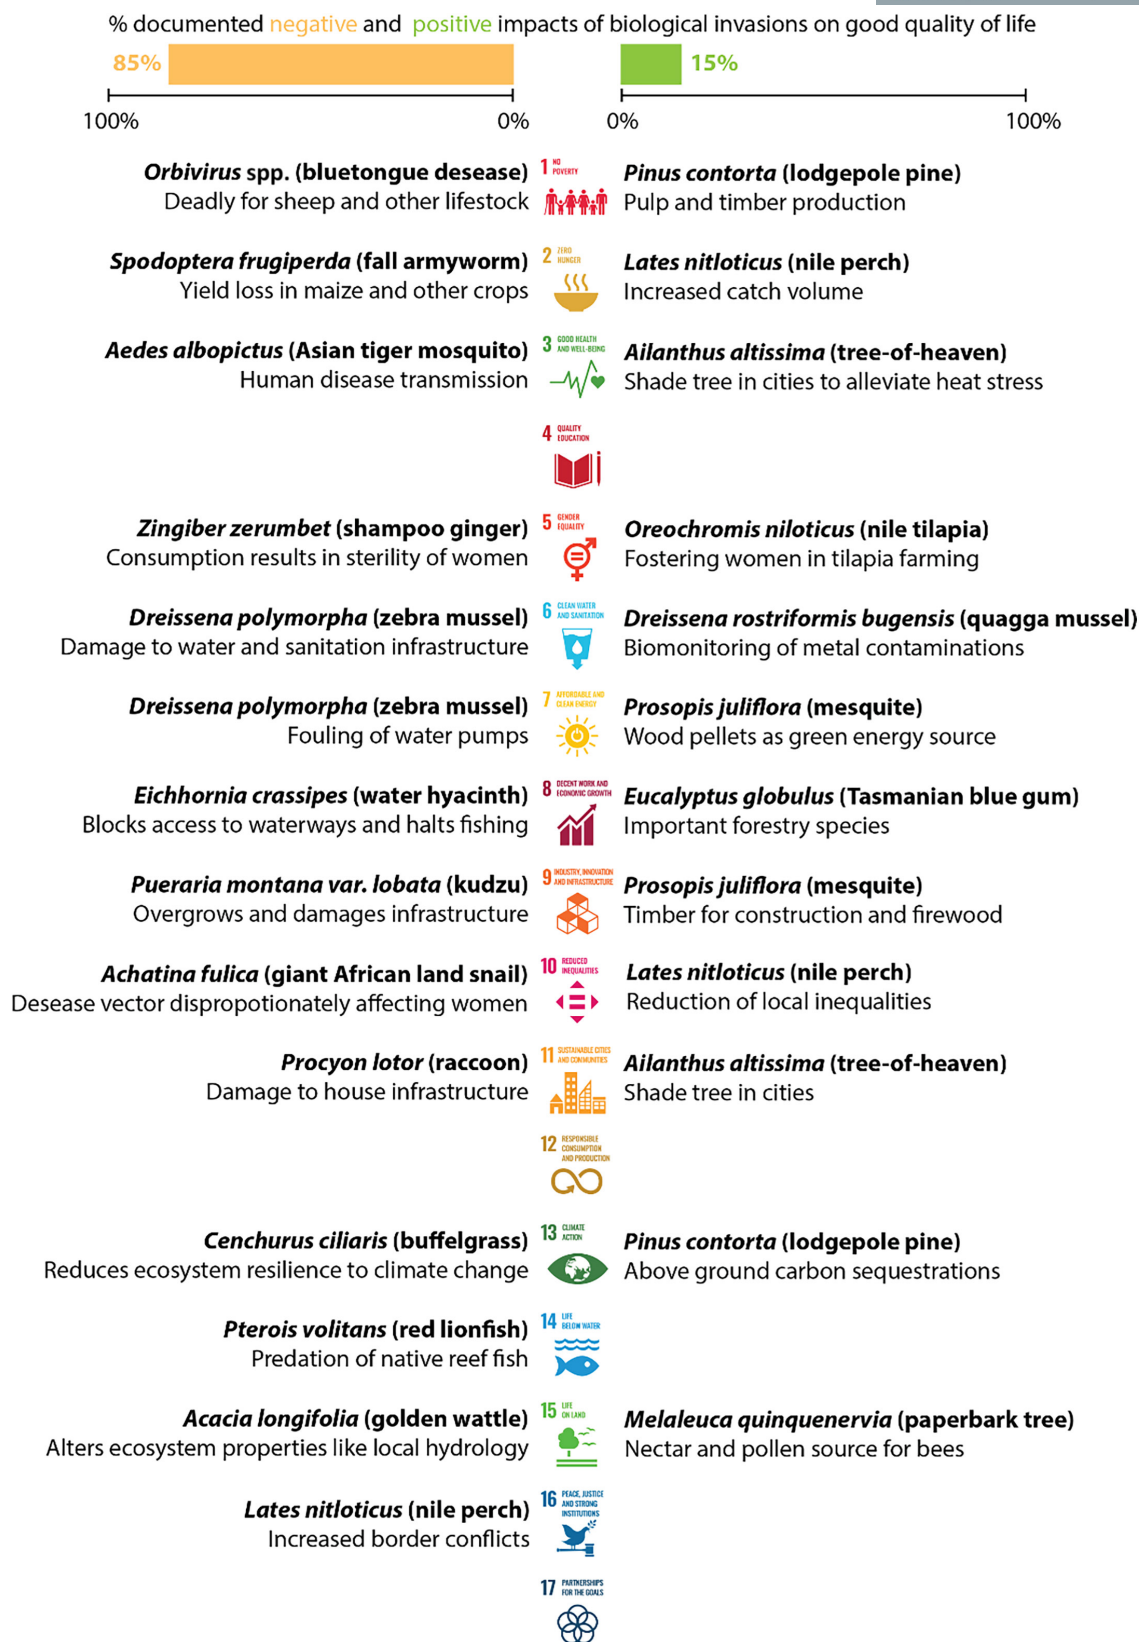 % documented negative and positive impacts of biological invasions on good quality of life
85%
15%
100%
0%
0%
100%
Orbivirus spp. (bluetongue desease)
Deadly for sheep and other lifestock
1 NO
POVERTY
Pinus contorta (lodgepole pine)
Pulp and timber production
Spodoptera frugiperda (fall armyworm)
Yield loss in maize and other crops
2 ZERO
HUNGER
Lates nitloticus (nile perch)
Increased catch volume
Aedes albopictus (Asian tiger mosquito)
Human disease transmission
3 GOOD HEALTH
AND WELL-BEING
Ailanthus altissima (tree-of-heaven)
Shade tree in cities to alleviate heat stress
4 QUALITY
EDUCATION
Zingiber zerumbet (shampoo ginger)
Consumption results in sterility of women
5 GENDER
EQUALITY
Oreochromis niloticus (nile tilapia)
Fostering women in tilapia farming
Dreissena polymorpha (zebra mussel)
Damage to water and sanitation infrastructure
6 CLEAN WATER
AND SANITATION
Dreissena rostriformis bugensis (quagga mussel)
Biomonitoring of metal contaminations
Dreissena polymorpha (zebra mussel)
Fouling of water pumps
7 AFFORDABLE AND
CLEAN ENERGY
Prosopis juliflora (mesquite)
Wood pellets as green energy source
Eichhornia crassipes (water hyacinth)
Blocks access to waterways and halts fishing
8 DECENT WORK AND
ECONOMIC GROWTH
Eucalyptus globulus (Tasmanian blue gum)
Important forestry species
Pueraria montana var. lobata (kudzu)
Overgrows and damages infrastructure
9 INDUSTRY, INNOVATION
AND INFRASTRUCTURE
Prosopis juliflora (mesquite)
Timber for construction and firewood
Achatina fulica (giant African land snail)
Desease vector dispropotionately affecting women
10 REDUCED
INEQUALITIES
Lates nitloticus (nile perch)
Reduction of local inequalities
Procyon lotor (raccoon)
Damage to house infrastructure
11 SUSTAINABLE CITIES
AND COMMUNITIES
Ailanthus altissima (tree-of-heaven)
Shade tree in cities
12 RESPONSIBLE
CONSUMPTION
AND PRODUCTION
Cenchurus ciliaris (buffelgrass)
Reduces ecosystem resilience to climate change
13 CLIMATE
ACTION
Pinus contorta (lodgepole pine)
Above ground carbon sequestrations
Pterois volitans (red lionfish)
Predation of native reef fish
14 LIFE
BELOW WATER
Acacia longifolia (golden wattle)
Alters ecosystem properties like local hydrology
15 LIFE
ON LAND
Melaleuca quinquenervia (paperbark tree)
Nectar and pollen source for bees
Lates nitloticus (nile perch)
Increased border conflicts
16 PEACE, JUSTICE
AND STRONG
INSTITUTIONS
17 PARTNERSHIPS
FOR THE GOALS